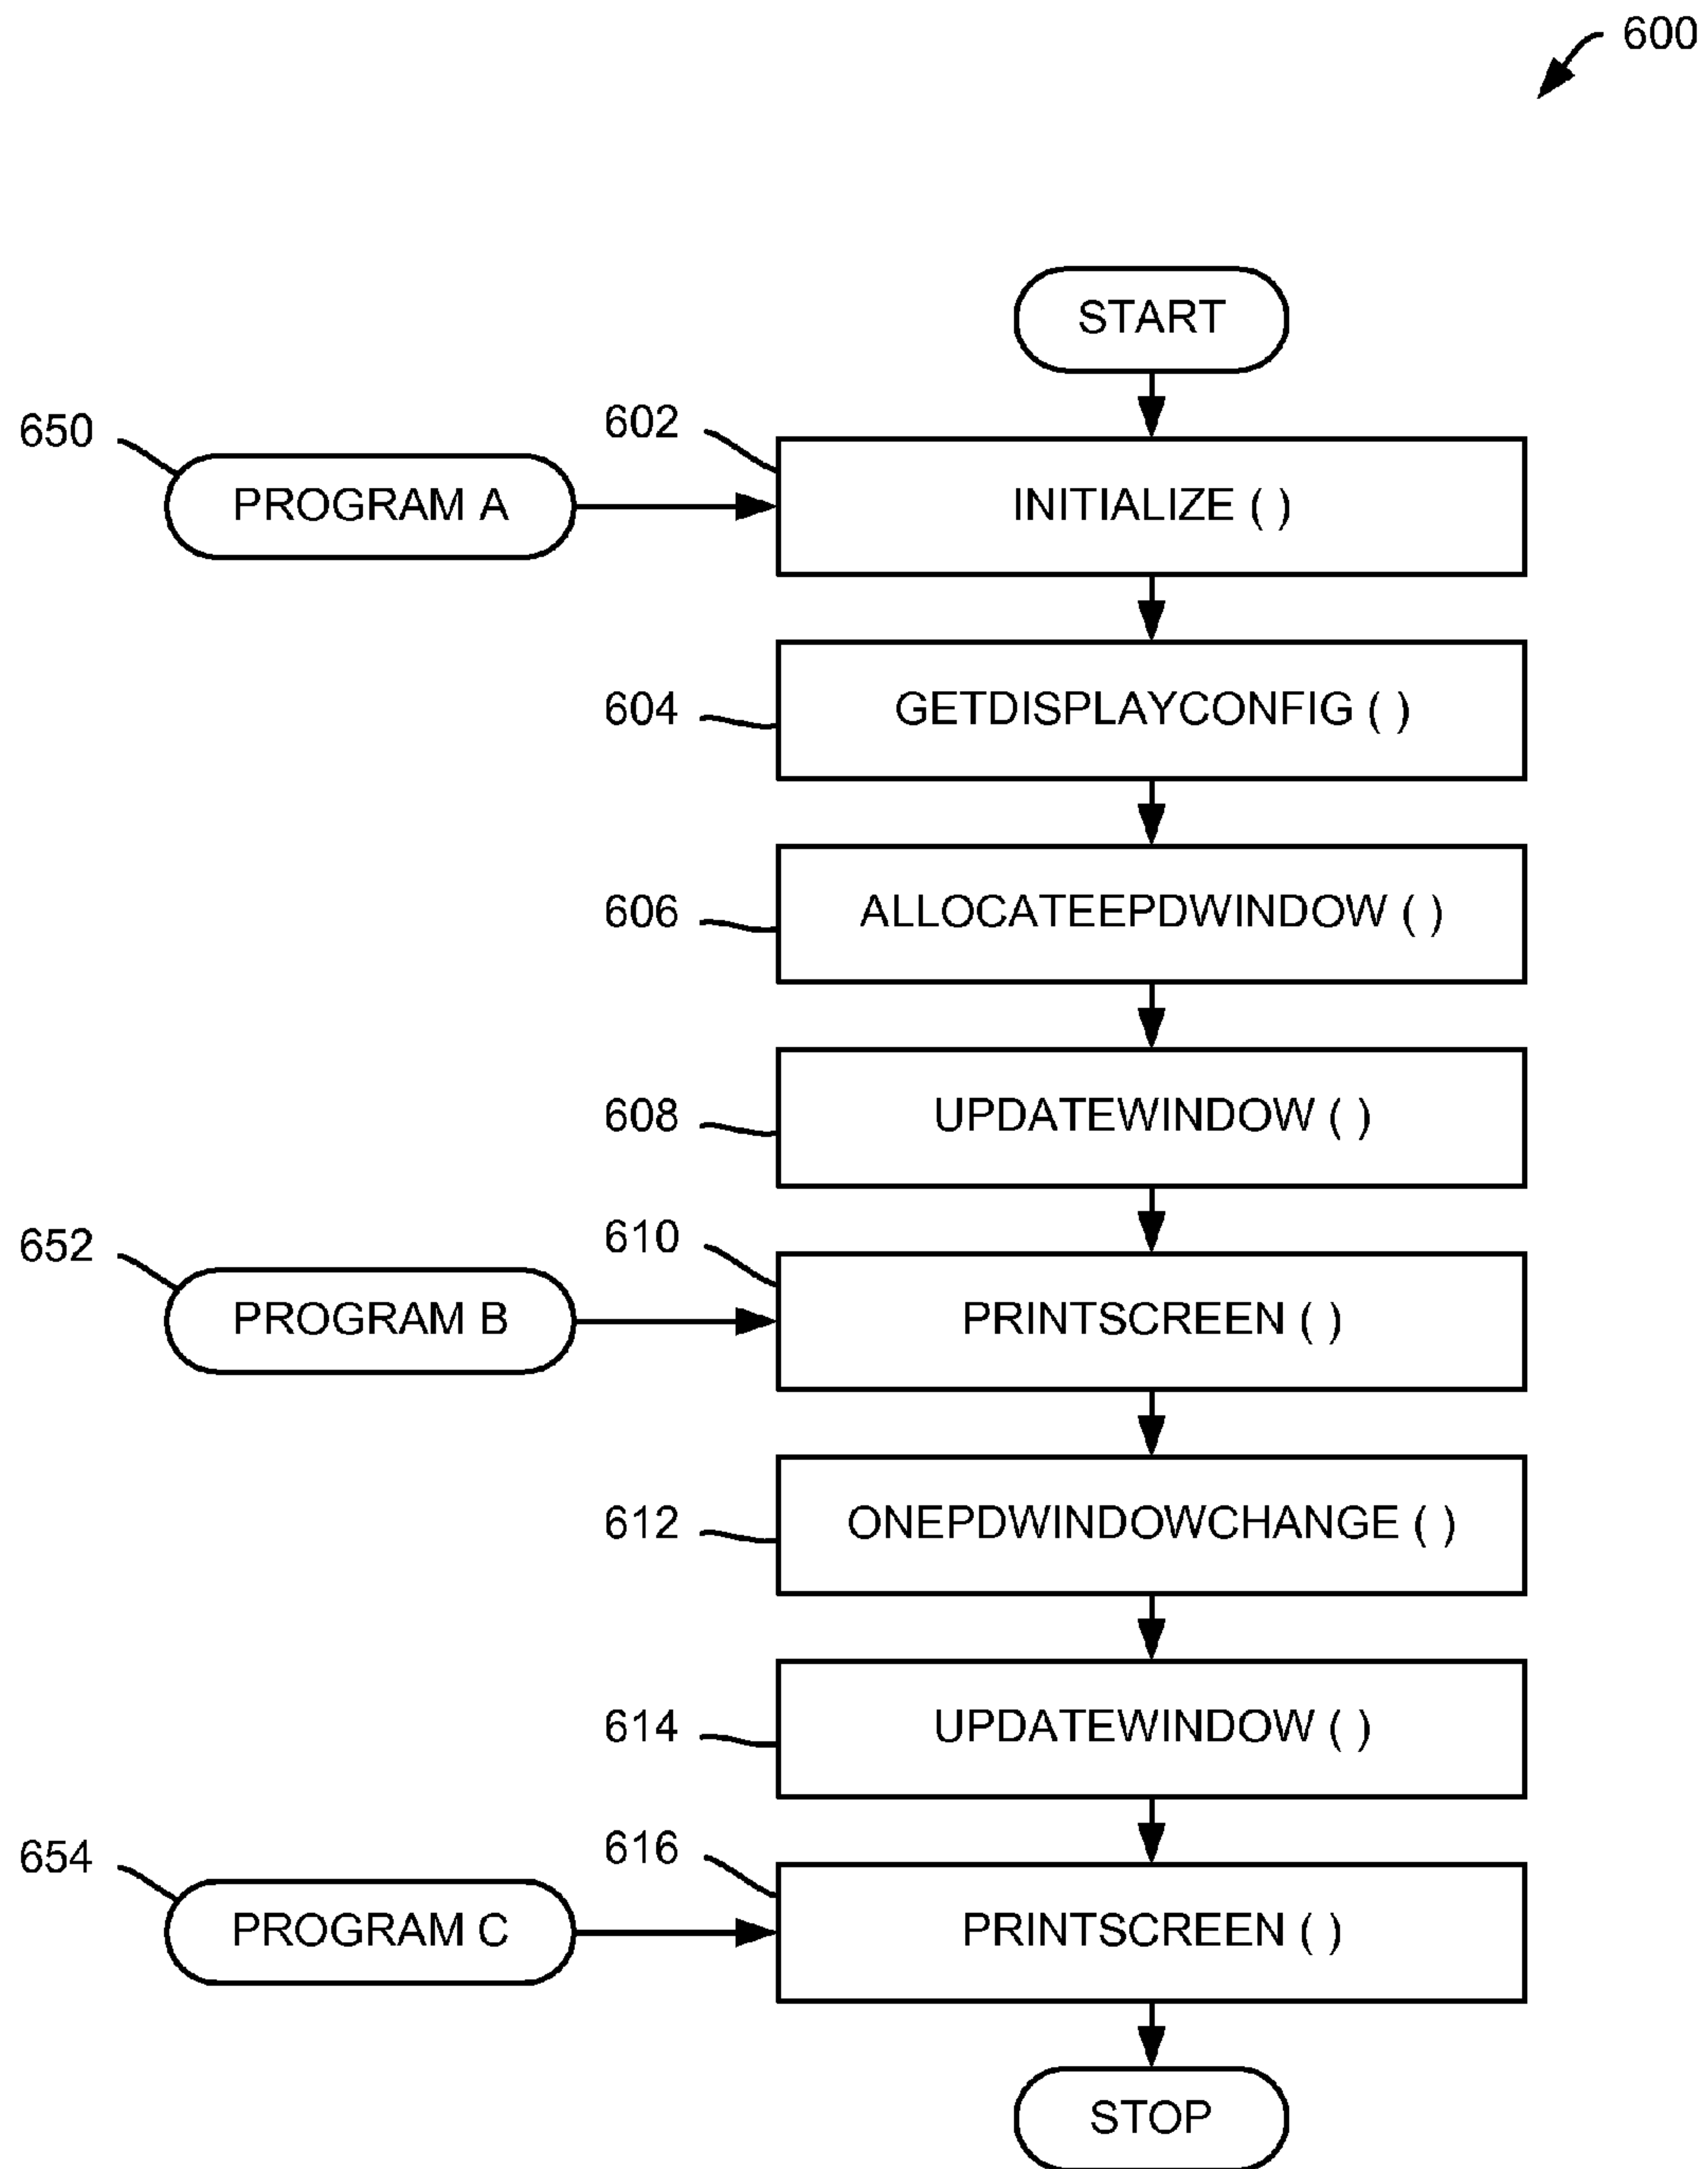 600
START
650
602
PROGRAM A
INITIALIZE ( )
604
GETDISPLAYCONFIG ( )
606
ALLOCATEEPDWINDOW ( )
608
UPDATEWINDOW ( )
652
610
PROGRAM B
PRINTSCREEN ( )
612
ONEPDWINDOWCHANGE ( )
614
UPDATEWINDOW ( )
654
616
PROGRAM C
PRINTSCREEN ( )
STOP